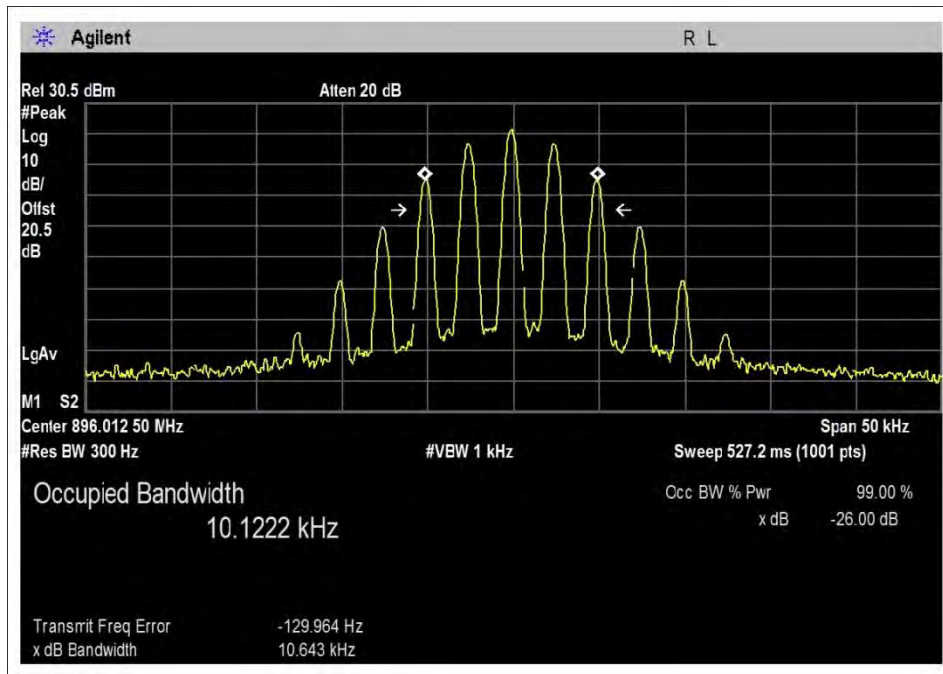 Agilent R L
Ref 30.5 dBm Atten 20 dB
#Peak
Log
10
dB/
Offst
20.5
dB
LgAv
M1 S2
Center 896.012 50 MHz Span 50 kHz
#Res BW 300 Hz #VBW 1 kHz Sweep 527.2 ms (1001 pts)
Occupied Bandwidth Occ BW % Pwr 99.00 %
10.1222 kHz x dB -26.00 dB
Transmit Freq Error -129.964 Hz
x dB Bandwidth 10.643 kHz